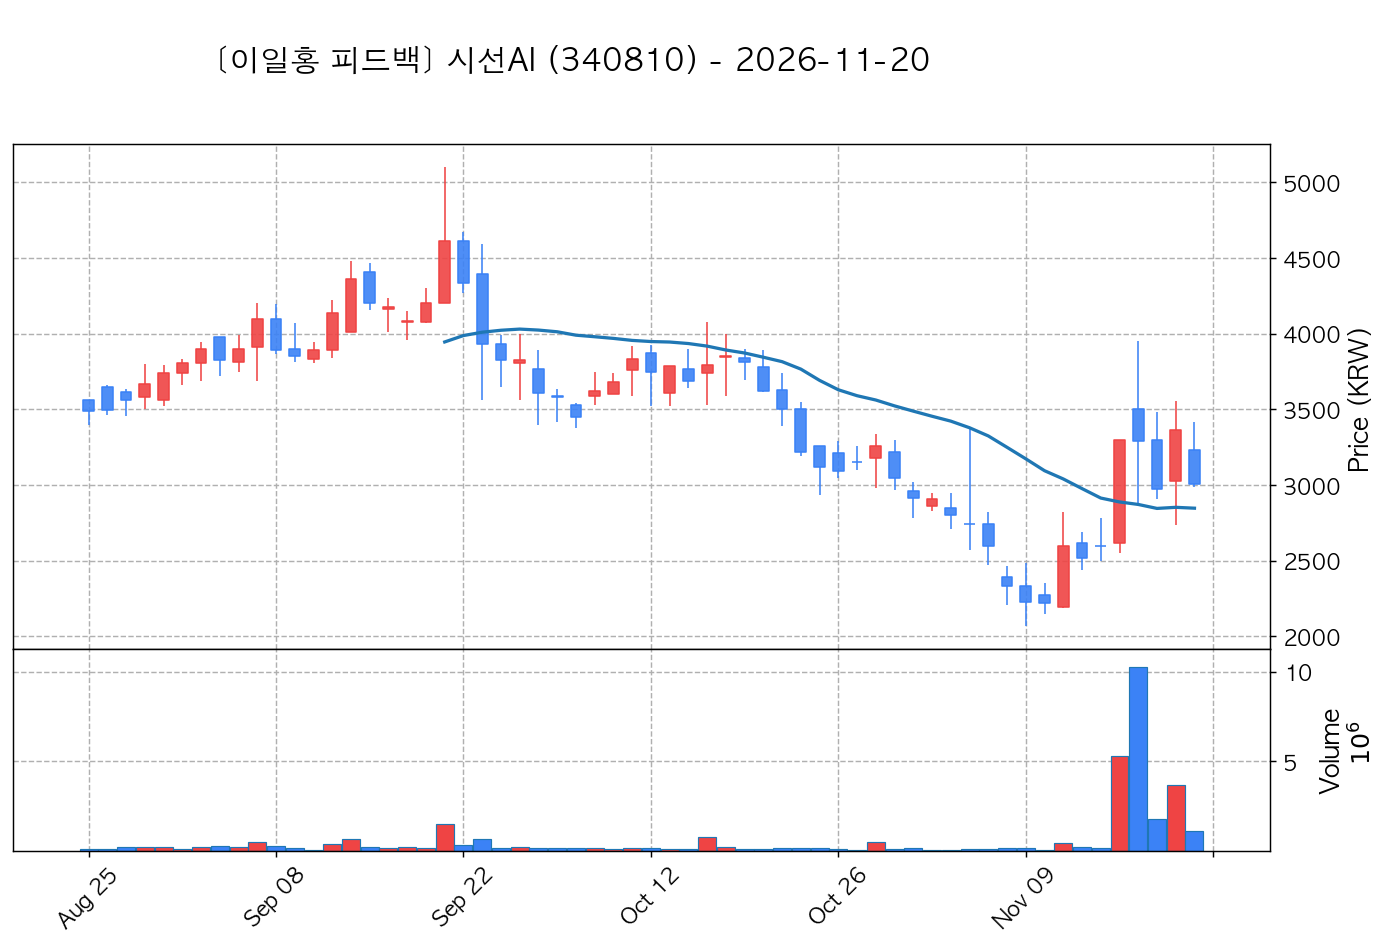 [이일홍 피드백] 시선AI (340810) - 2026-11-20
5000
4500
4000
3500
3000
2500
2000
Price (KRW)
10
5
Volume
10⁶
Aug 25
Sep 08
Sep 22
Oct 12
Oct 26
Nov 09